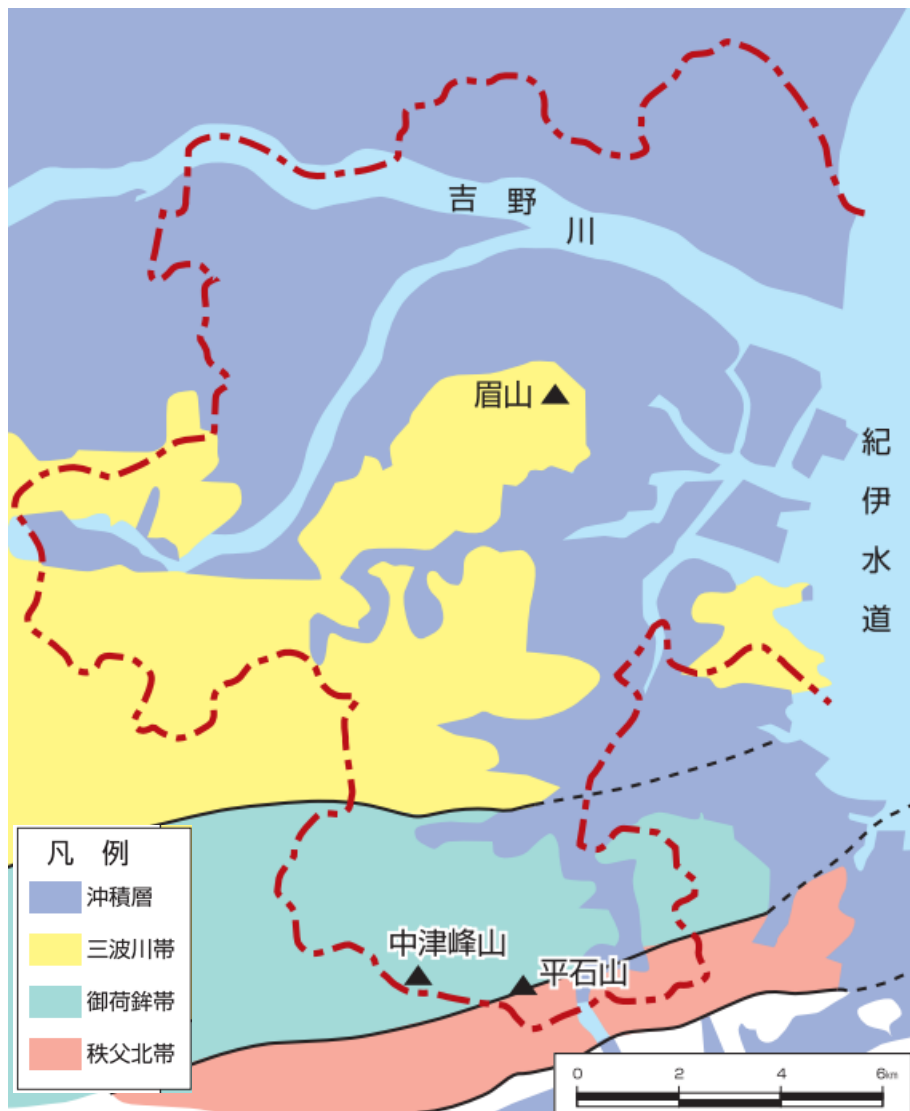 吉野
川
眉山
紀伊水道
中津峰山
平石山
凡例
沖積層
三波川帯
御荷鉾帯
秩父北帯
0 2 4 6km